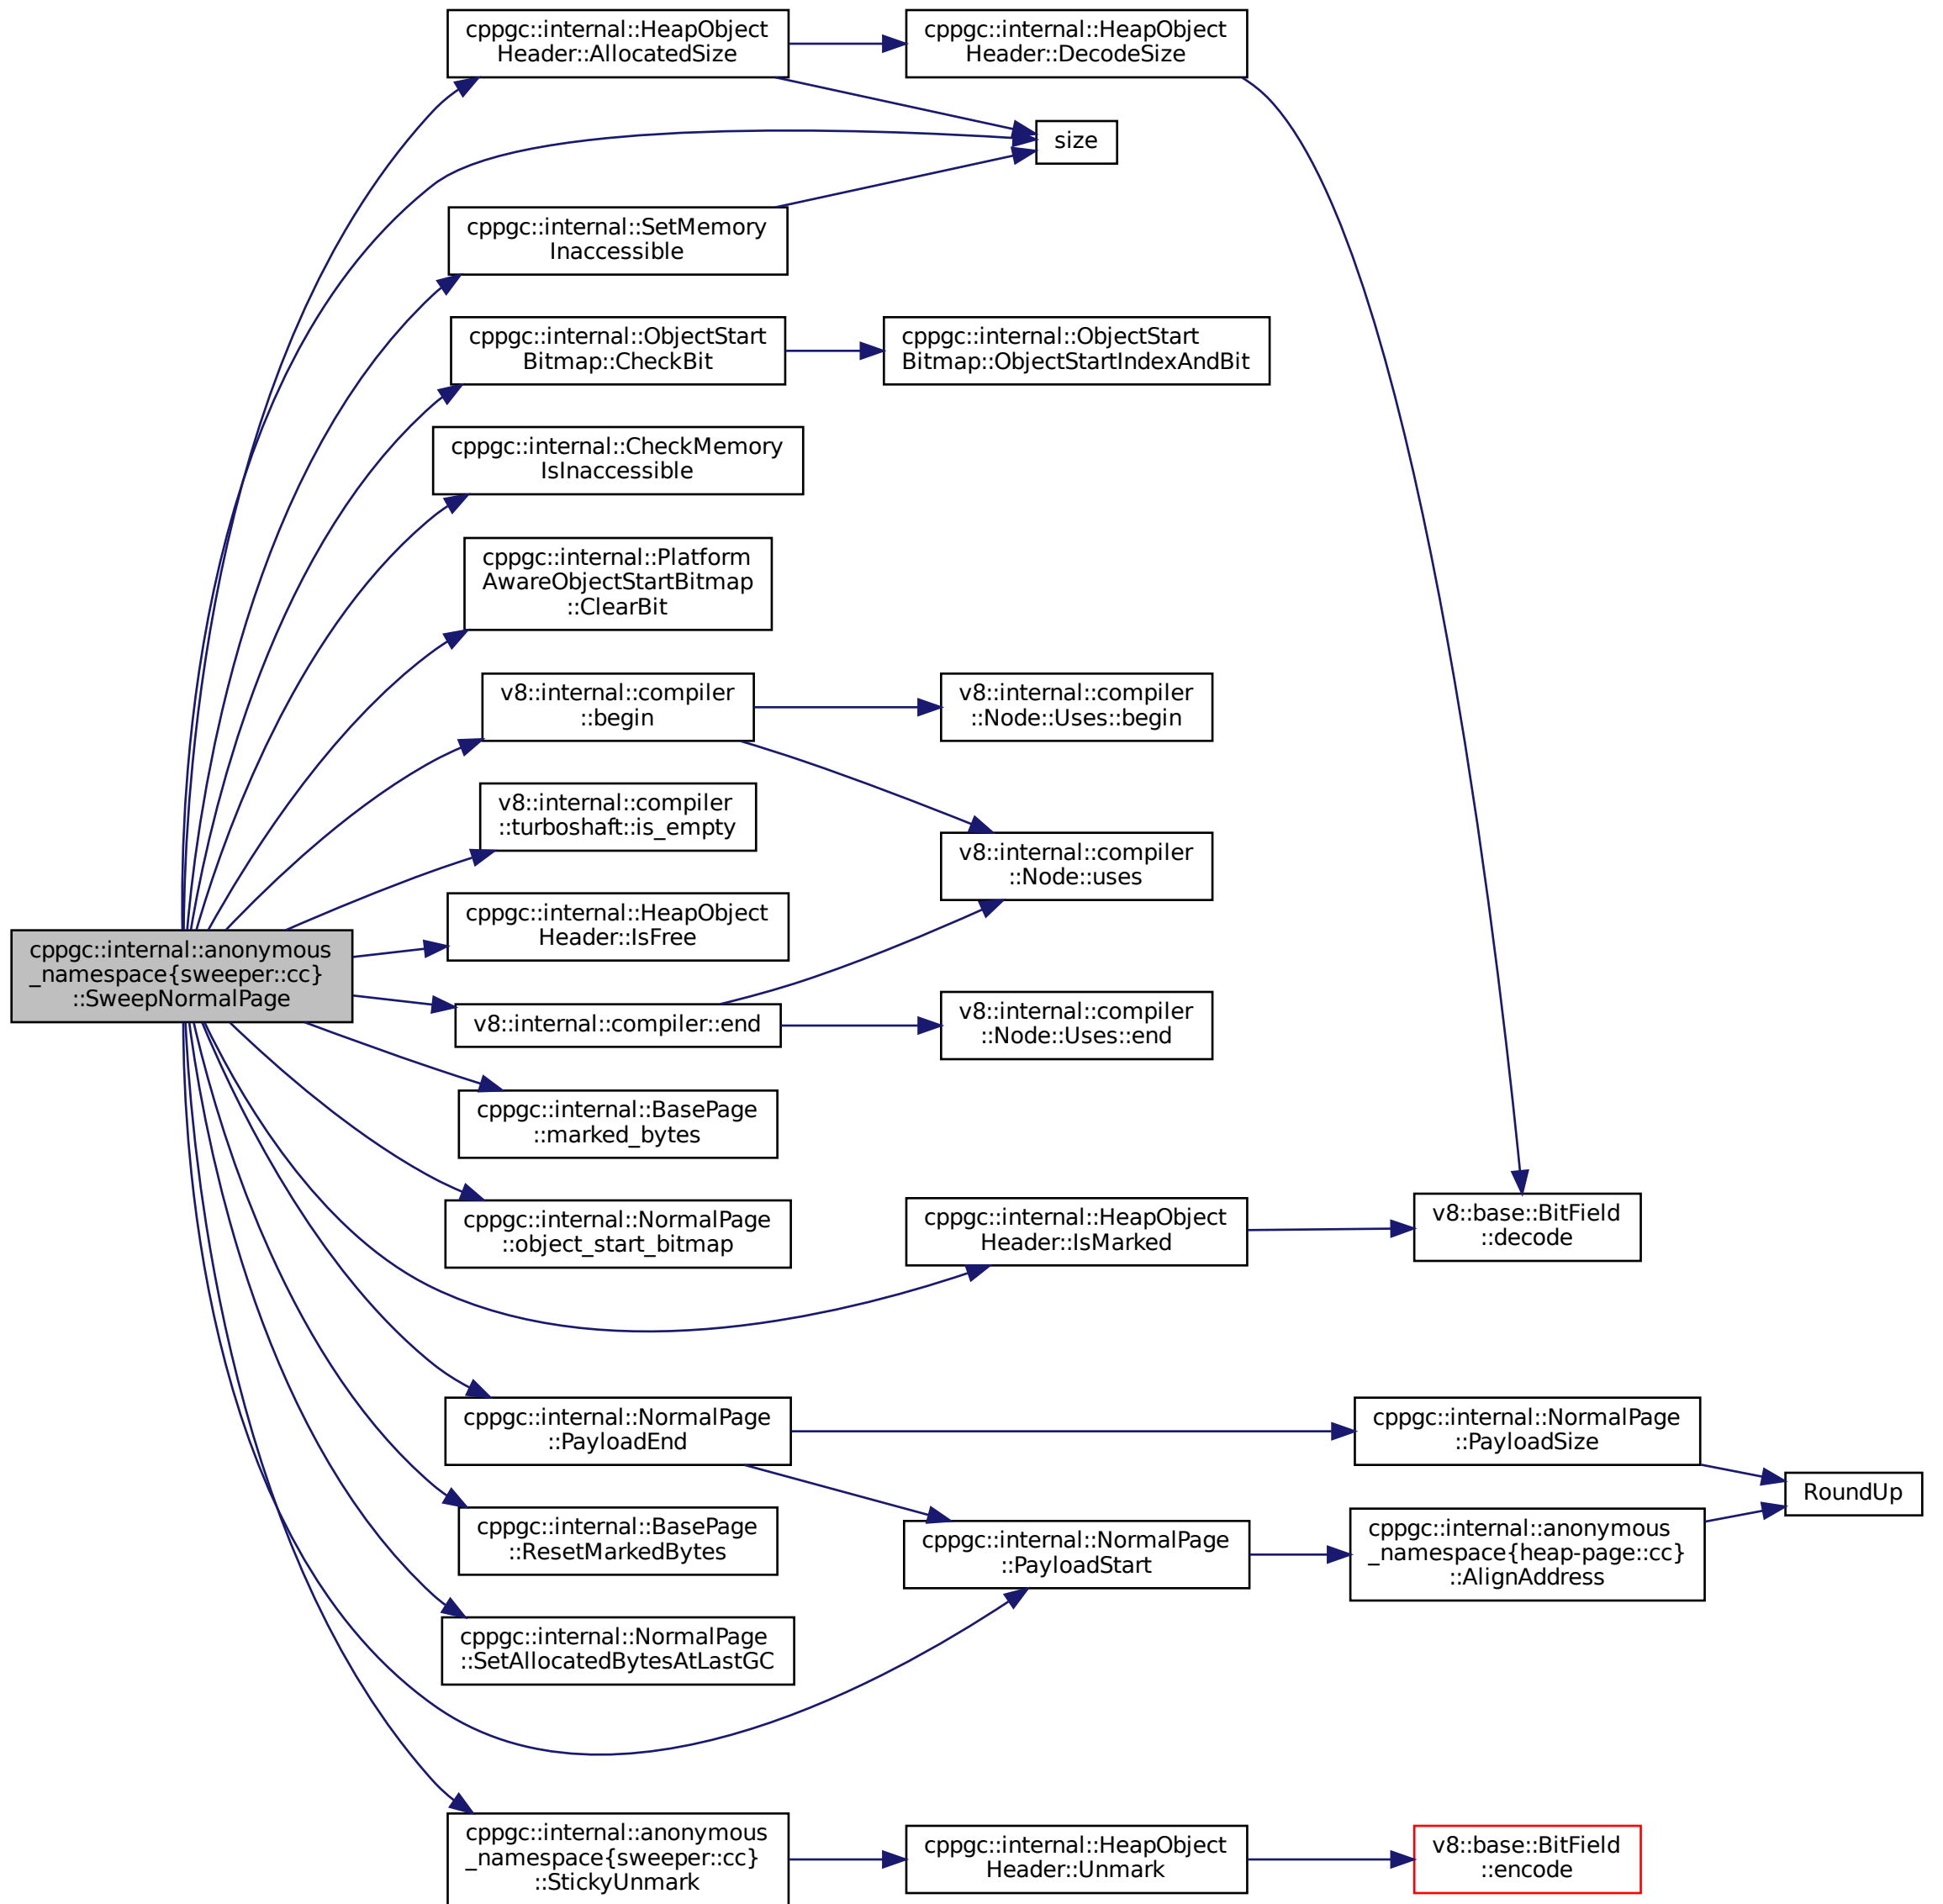 cppgc::internal::HeapObject
Header::AllocatedSize
cppgc::internal::HeapObject
Header::DecodeSize
size
cppgc::internal::SetMemory
Inaccessible
cppgc::internal::ObjectStart
Bitmap::CheckBit
cppgc::internal::ObjectStart
Bitmap::ObjectStartIndexAndBit
cppgc::internal::CheckMemory
IsInaccessible
cppgc::internal::Platform
AwareObjectStartBitmap
::ClearBit
v8::internal::compiler
::begin
v8::internal::compiler
::Node::Uses::begin
v8::internal::compiler
::turboshaft::is_empty
v8::internal::compiler
::Node::uses
cppgc::internal::HeapObject
Header::IsFree
cppgc::internal::anonymous
_namespace{sweeper::cc}
::SweepNormalPage
v8::internal::compiler::end
v8::internal::compiler
::Node::Uses::end
cppgc::internal::BasePage
::marked_bytes
cppgc::internal::NormalPage
::object_start_bitmap
cppgc::internal::HeapObject
Header::IsMarked
v8::base::BitField
::decode
cppgc::internal::NormalPage
::PayloadEnd
cppgc::internal::NormalPage
::PayloadSize
RoundUp
cppgc::internal::BasePage
::ResetMarkedBytes
cppgc::internal::NormalPage
::PayloadStart
cppgc::internal::anonymous
_namespace{heap-page::cc}
::AlignAddress
cppgc::internal::NormalPage
::SetAllocatedBytesAtLastGC
cppgc::internal::anonymous
_namespace{sweeper::cc}
::StickyUnmark
cppgc::internal::HeapObject
Header::Unmark
v8::base::BitField
::encode